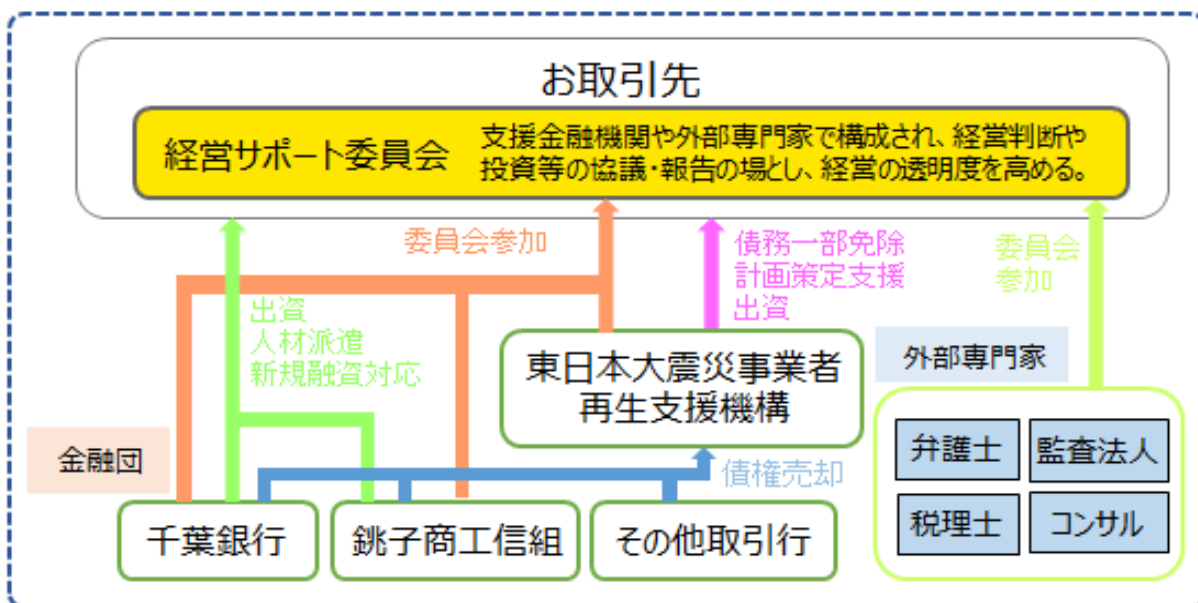 お取引先
経営サポート委員会
支援金融機関や外部専門家で構成され、経営判断や
投資等の協議・報告の場とし、経営の透明度を高める。
委員会参加
債務一部免除
計画策定支援
出資
委員会
参加
出資
人材派遣
新規融資対応
東日本大震災事業者
再生支援機構
外部専門家
金融団
債権売却
弁護士
監査法人
税理士
コンサル
千葉銀行
銚子商工信組
その他取引行